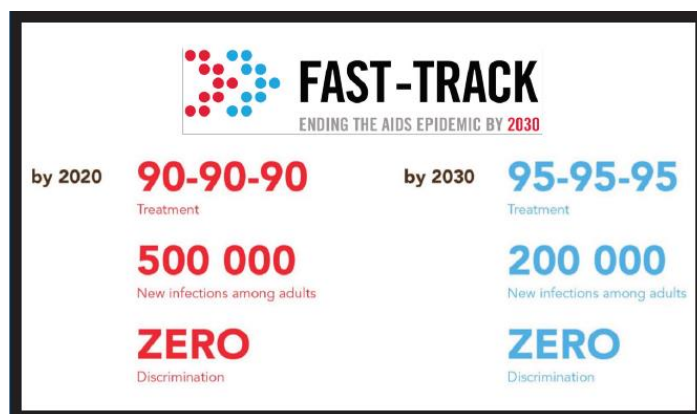 FAST-TRACK
ENDING THE AIDS EPIDEMIC BY 2030
by 2020
90-90-90
Treatment
500 000
New infections among adults
ZERO
Discrimination
by 2030
95-95-95
Treatment
200 000
New infections among adults
ZERO
Discrimination